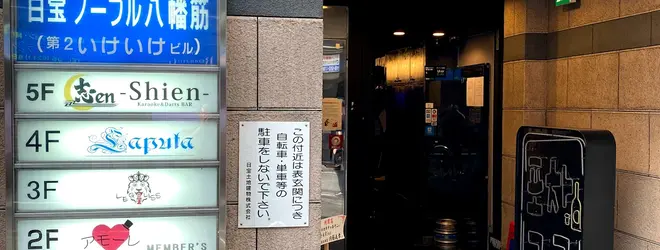 日宝 ノーブル八幡筋
(第2いけいけビル)
5F 志en -Shien-
Karaoke&Darts BAR
4F Laputa
3F
2F アモーレ MEMBER'S
この付近は表玄関につき
自転車・単車等の
駐車をしないで下さい。
日宝土地建物株式会社